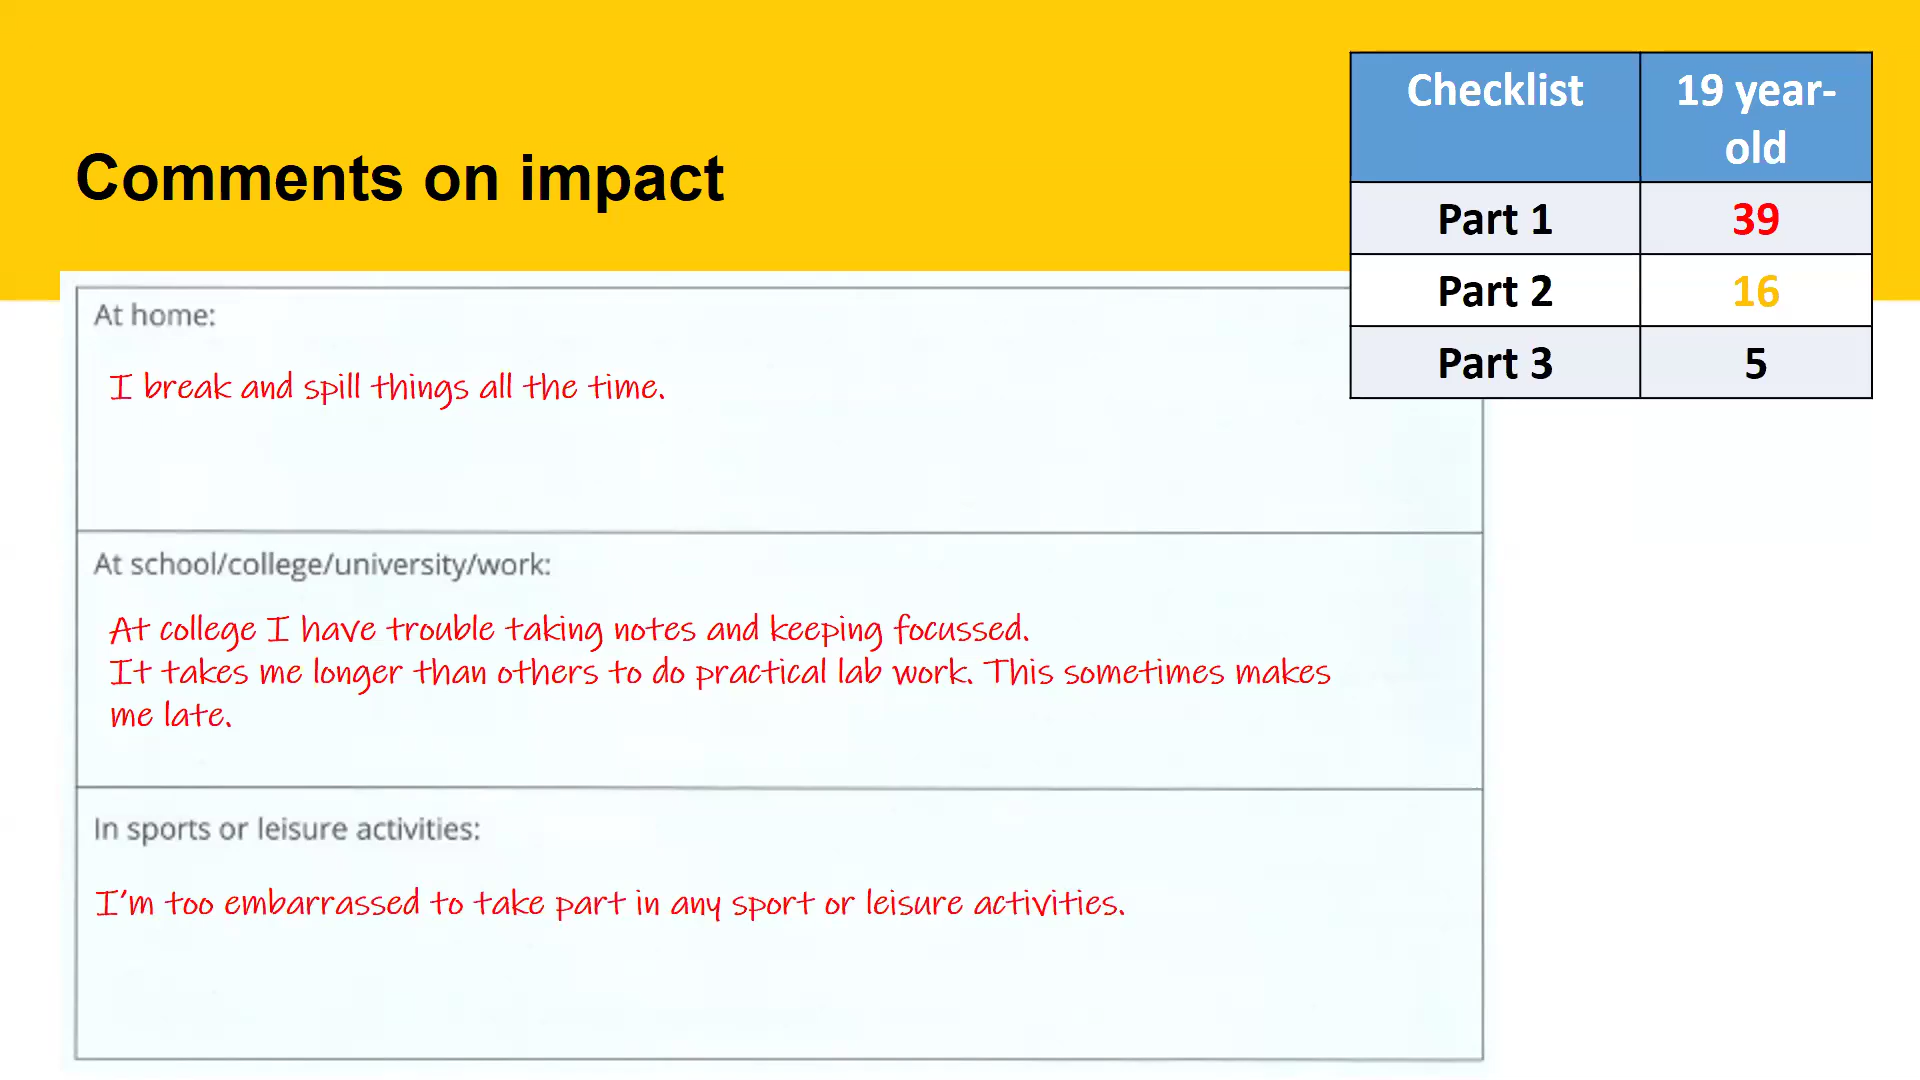 Comments on impact
Checklist
19 year-
old
Part 1
39
Part 2
16
Part 3
5
At home:
I break and spill things all the time.
At school/college/university/work:
At college I have trouble taking notes and keeping focussed.
It takes me longer than others to do practical lab work. This sometimes makes
me late.
In sports or leisure activities:
I'm too embarrassed to take part in any sport or leisure activities.